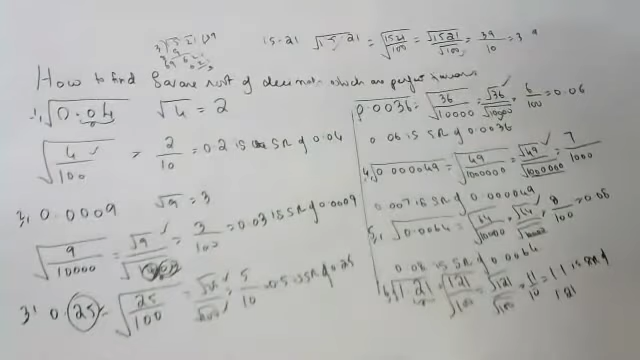 15.21 √15.21 = √1521/100 = √1521/√100 = 39/10 = 3.9
How to find Square root of decimals which are perfect squares
1, √0.04 √4 = 2
√4/100 = 2/10 = 0.2 is SR of 0.04
2, 0.0009 √9 = 3
√9/10000 = √9/√10000 = 3/100 = 0.03 is SR of 0.0009
3, 0.25 = √25/100 = √25/√100 = 5/10 = 0.5 is SR of 0.25
0.0036 = √36/10000 = √36/√10000 = 6/100 = 0.06
0.06 is SR of 0.0036
4, √0.000049 = √49/1000000 = √49/√1000000 = 7/1000
0.007 is SR of 0.000049
5, √0.0064 = √64/10000 = √64/√10000 = 8/100 = 0.08
0.08 is SR of 0.0064
6, √1.21 = √121/100 = √121/√100 = 11/10 = 1.1 is SR of
1.21